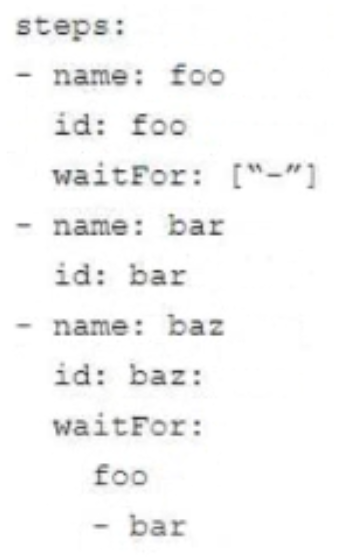 steps:
- name: foo
  id: foo
  waitFor: [“-”]
- name: bar
  id: bar
- name: baz
  id: baz:
  waitFor:
    foo
    - bar